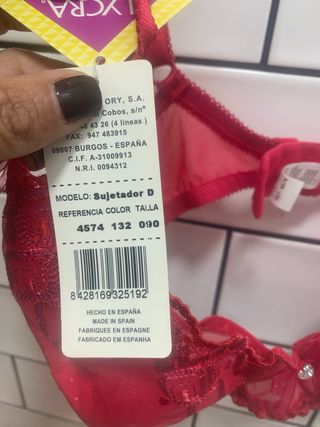 LYCRA®
ORY, S.A.
Cobos, s/nº
43 26 (4 lineas)
FAX: 947 483915
09007 BURGOS - ESPAÑA
C.I.F. A-31009913
N.R.I. 0094312
MODELO: Sujetador D
REFERENCIA COLOR TALLA
4574 132 090
8428169325192
HECHO EN ESPAÑA
MADE IN SPAIN
FABRIQUEE EN ESPAGNE
FABRICADO EM ESPANHA